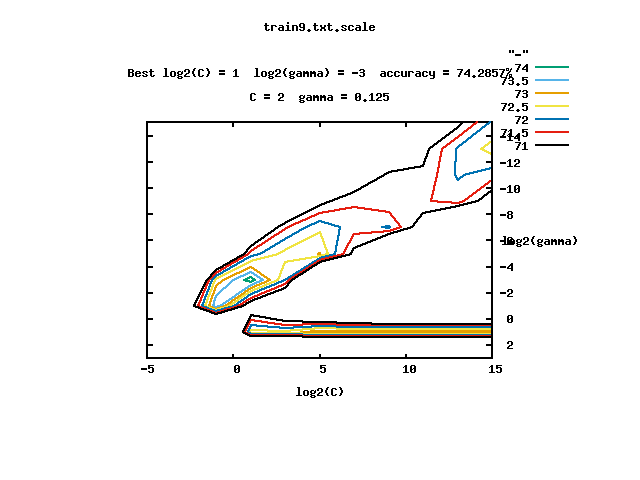 train9.txt.scale
"-"
Best log2(C) = 1 log2(gamma) = -3 accuracy = 74.2857%
C = 2 gamma = 0.125
74
73.5
73
72.5
72
71.5
71
-14
-12
-10
-8
-6
log2(gamma)
-4
-2
0
2
-5 0 5 10 15
log2(C)